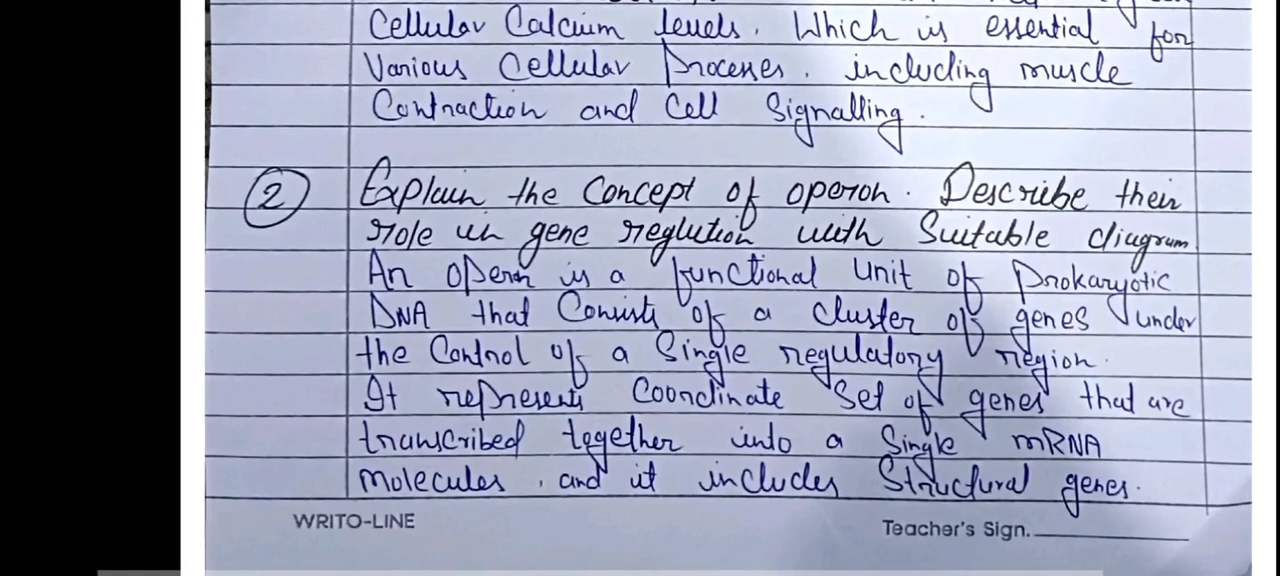 Cellular Calcium levels. Which is essential for
Various Cellular Processes. including muscle
Contraction and Cell Signalling.
2 Explain the Concept of operon. Describe their
role in gene reglution with Suitable diagram
An operon is a functional unit of Prokaryotic
DNA that Consists of a cluster of genes under
the Control of a Single regulatory region.
It represents Coordinate Set of genes that are
transcribed together into a Single mRNA
molecules. and it includes Structural genes.
WRITO-LINE
Teacher's Sign.